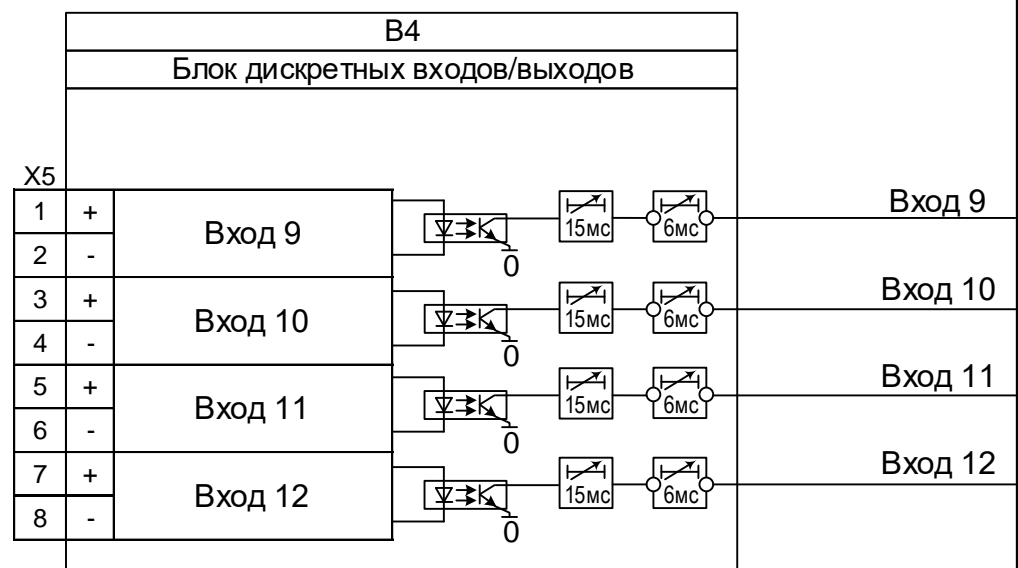 B4
Блок дискретных входов/выходов
X5
1 + Вход 9 15мс 6мс Вход 9
2 - 0
3 + Вход 10 15мс 6мс Вход 10
4 - 0
5 + Вход 11 15мс 6мс Вход 11
6 - 0
7 + Вход 12 15мс 6мс Вход 12
8 - 0